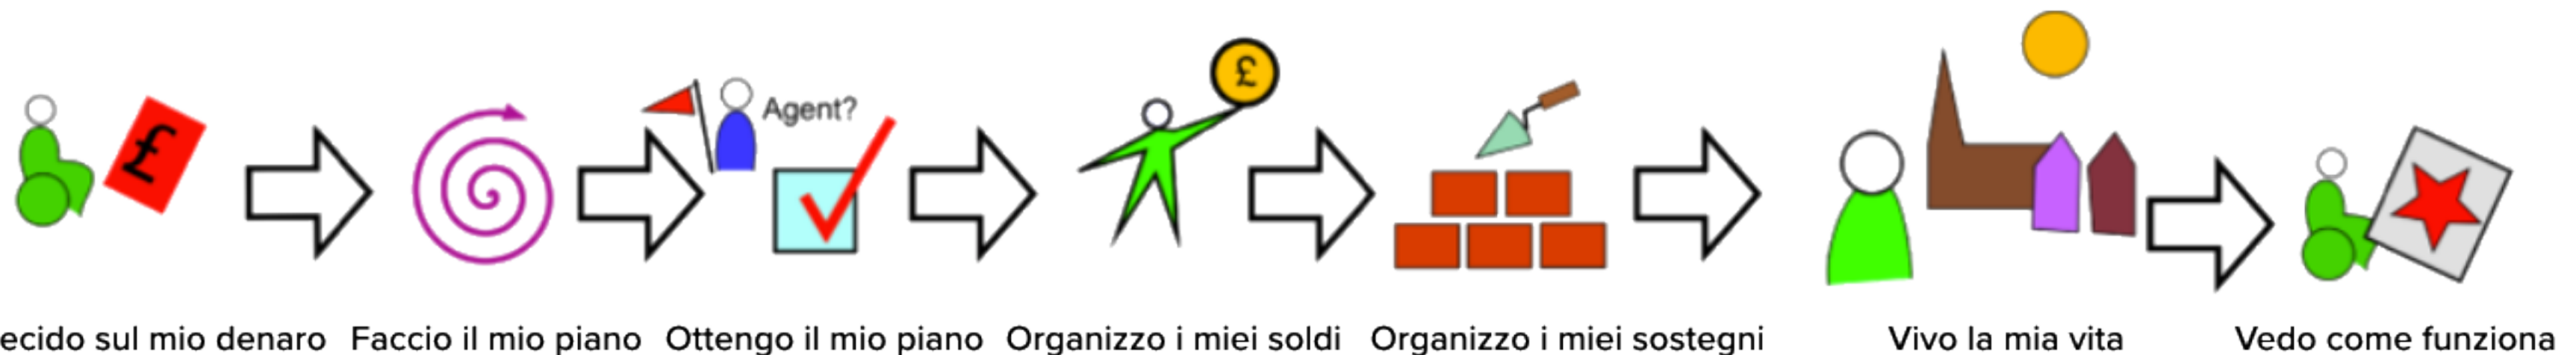 £
Agent?
£
ecido sul mio denaro
Faccio il mio piano
Ottengo il mio piano
Organizzo i miei soldi
Organizzo i miei sostegni
Vivo la mia vita
Vedo come funziona